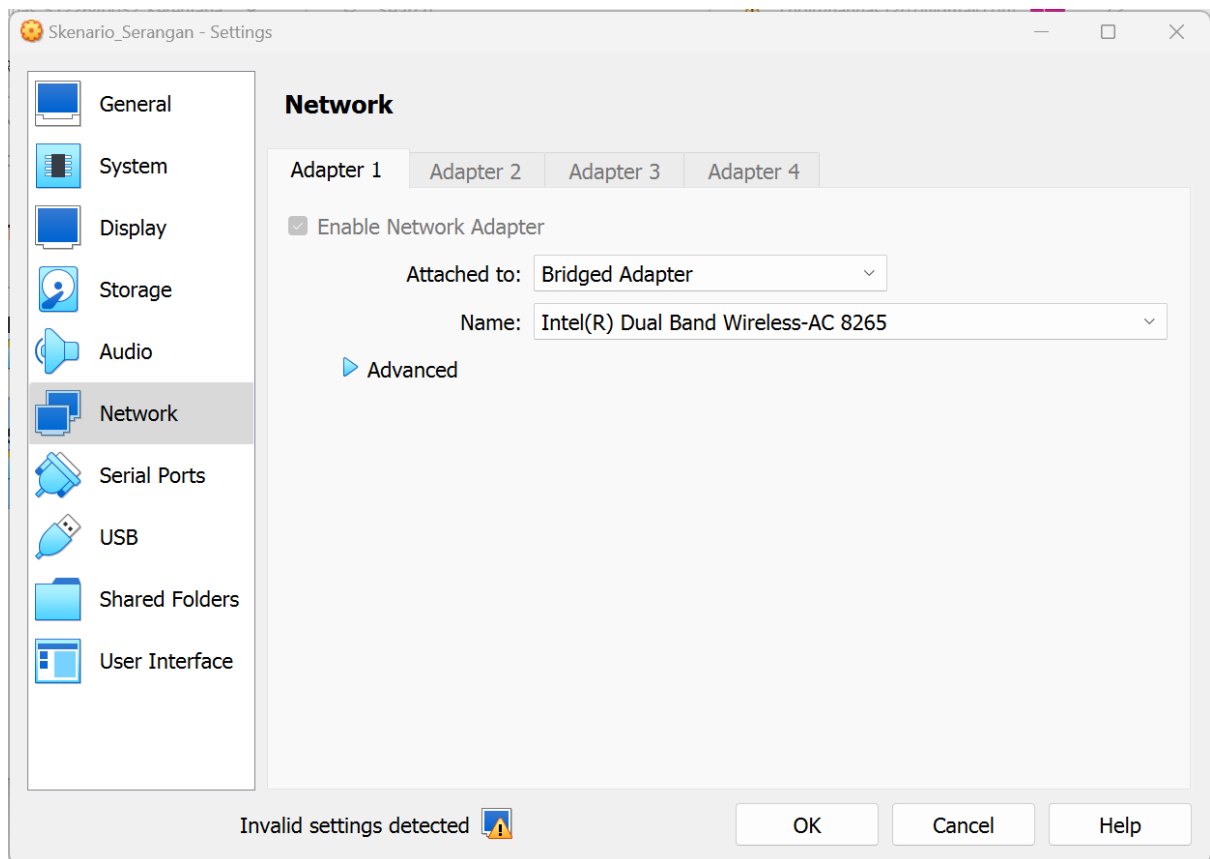 Skenario_Serangan - Settings
General
System
Display
Storage
Audio
Network
Serial Ports
USB
Shared Folders
User Interface
Network
Adapter 1
Adapter 2
Adapter 3
Adapter 4
Enable Network Adapter
Attached to: Bridged Adapter
Name: Intel(R) Dual Band Wireless-AC 8265
Advanced
Invalid settings detected
OK
Cancel
Help